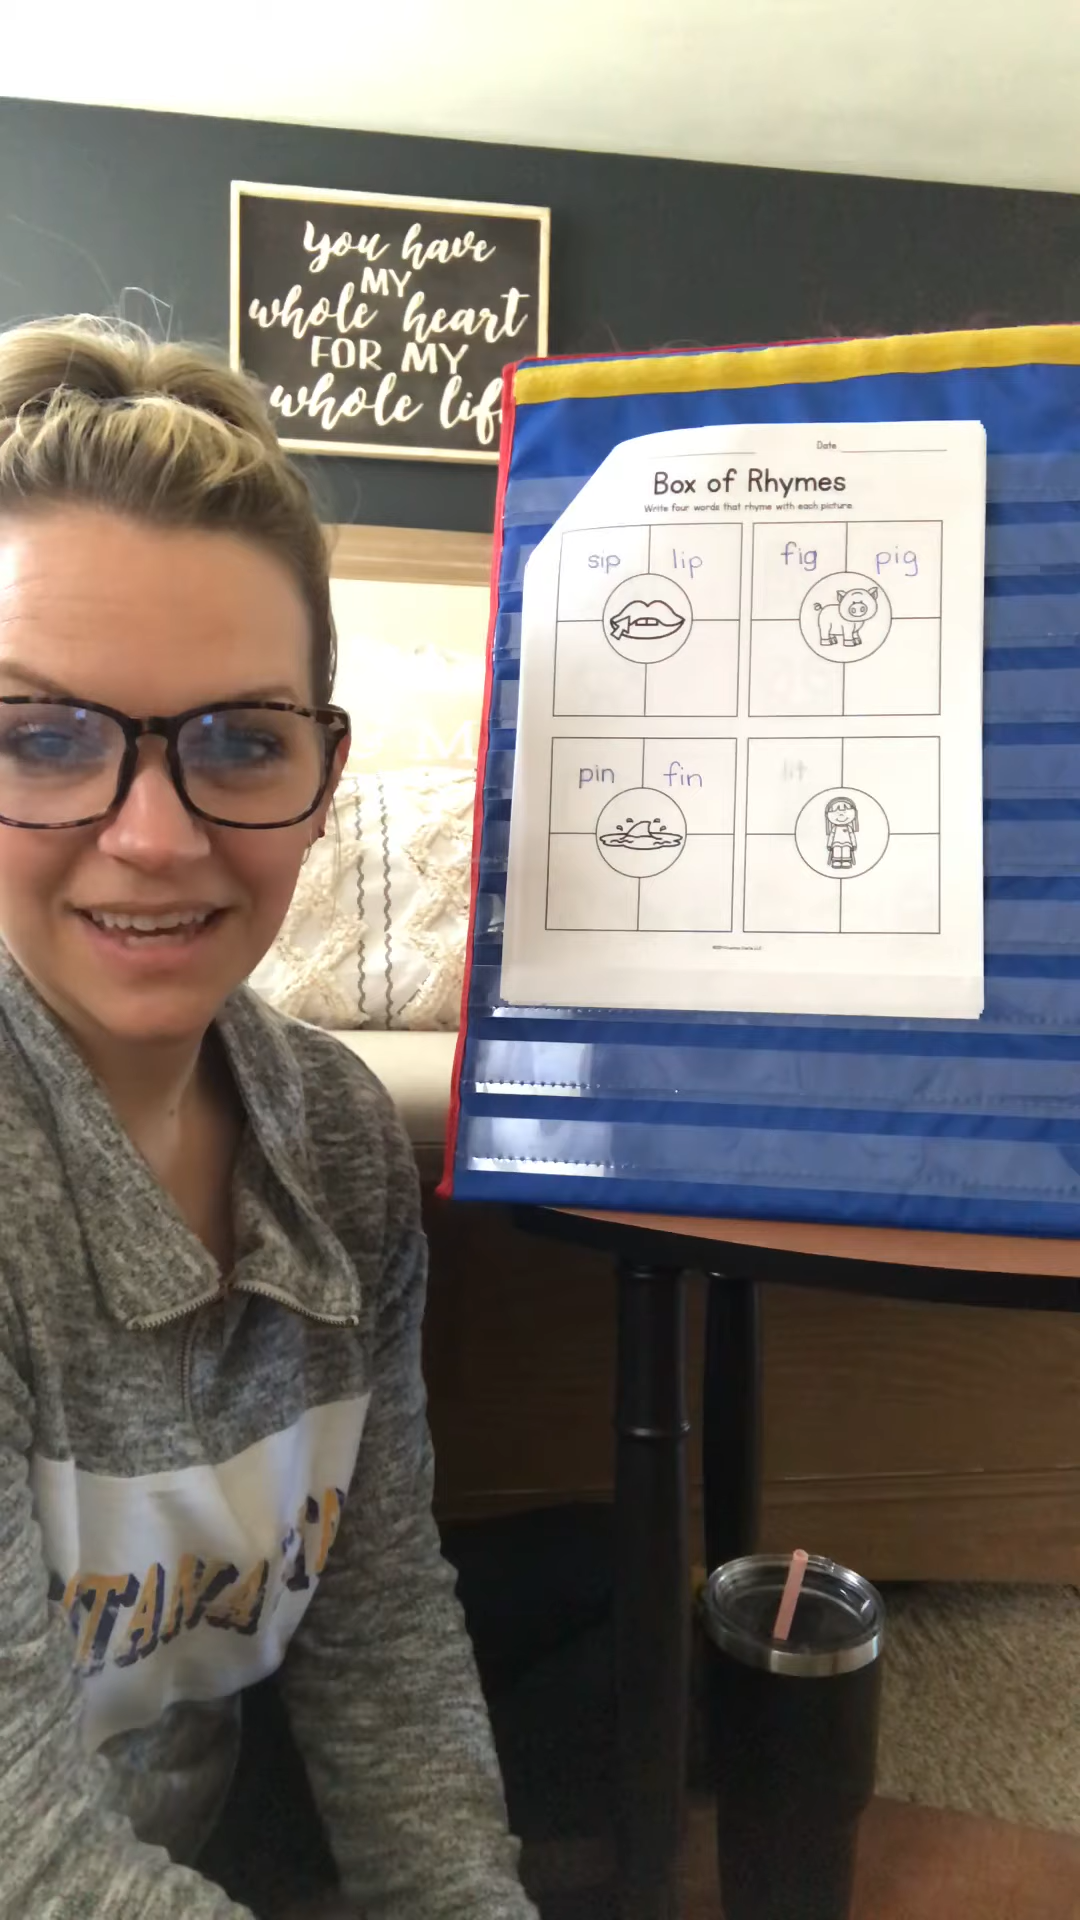 You have
MY
whole heart
FOR MY
whole lif
Date
Box of Rhymes
Write four words that rhyme with each picture.
sip lip
fig pig
pin fin
lit